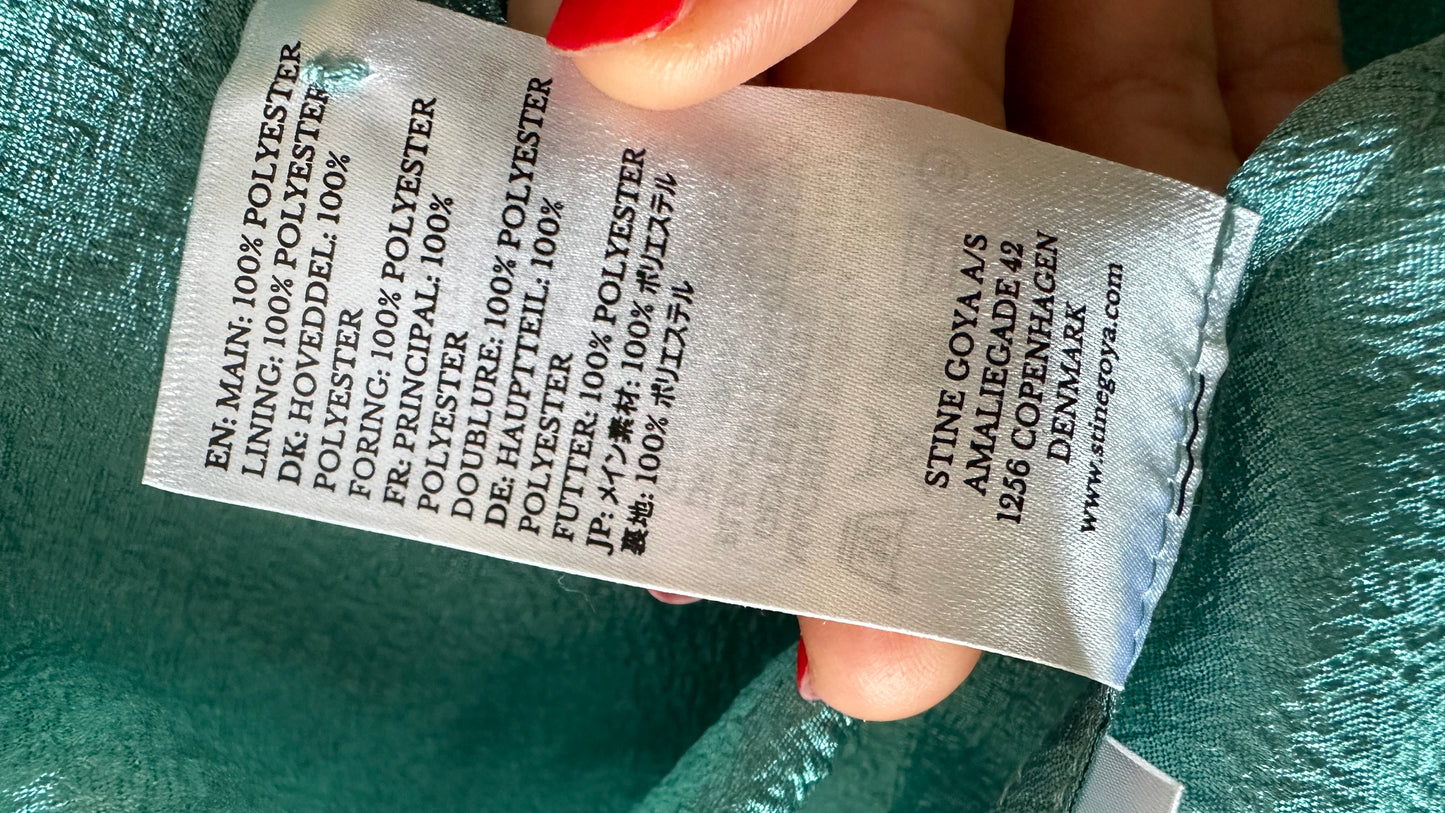 STINE GOYA A/S
AMALIEGADE 42
1256 COPENHAGEN
DENMARK
www.stinegoya.com
EN: MAIN: 100% POLYESTER
LINING: 100% POLYESTER
DK: HOVEDDEL: 100%
POLYESTER
FORING: 100% POLYESTER
FR: PRINCIPAL: 100%
POLYESTER
DOUBLURE: 100% POLYESTER
DE: HAUPTTEIL: 100%
POLYESTER
FUTTER: 100% POLYESTER
JP: メイン素材: 100% ポリエステル
裏地: 100% ポリエステル